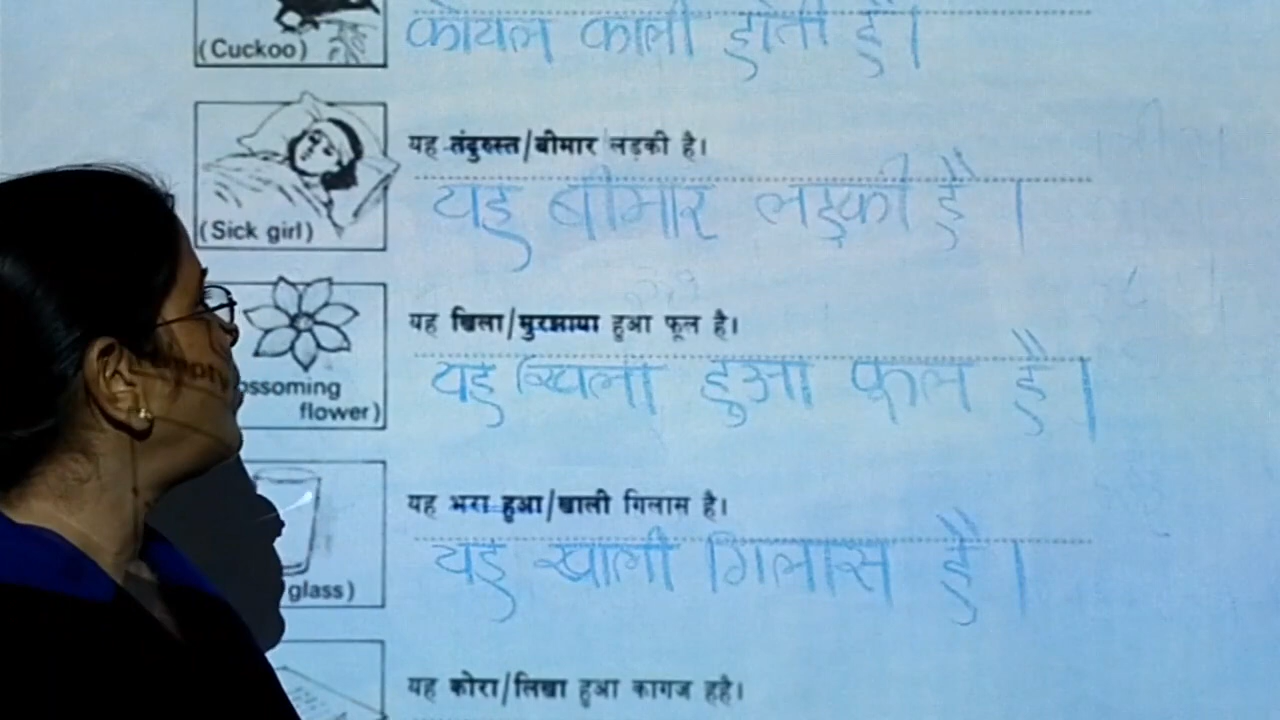 (Cuckoo)
कोयल काली होती है।
यह तंदुरुस्त/बीमार लड़की है।
(Sick girl)
यह बीमार लड़की है।
यह खिला/मुरझाया हुआ फूल है।
ossoming
flower)
यह खिला हुआ फूल है।
यह भरा हुआ/खाली गिलास है।
glass)
यह खाली गिलास है।
यह कोरा/लिखा हुआ कागज हहै।